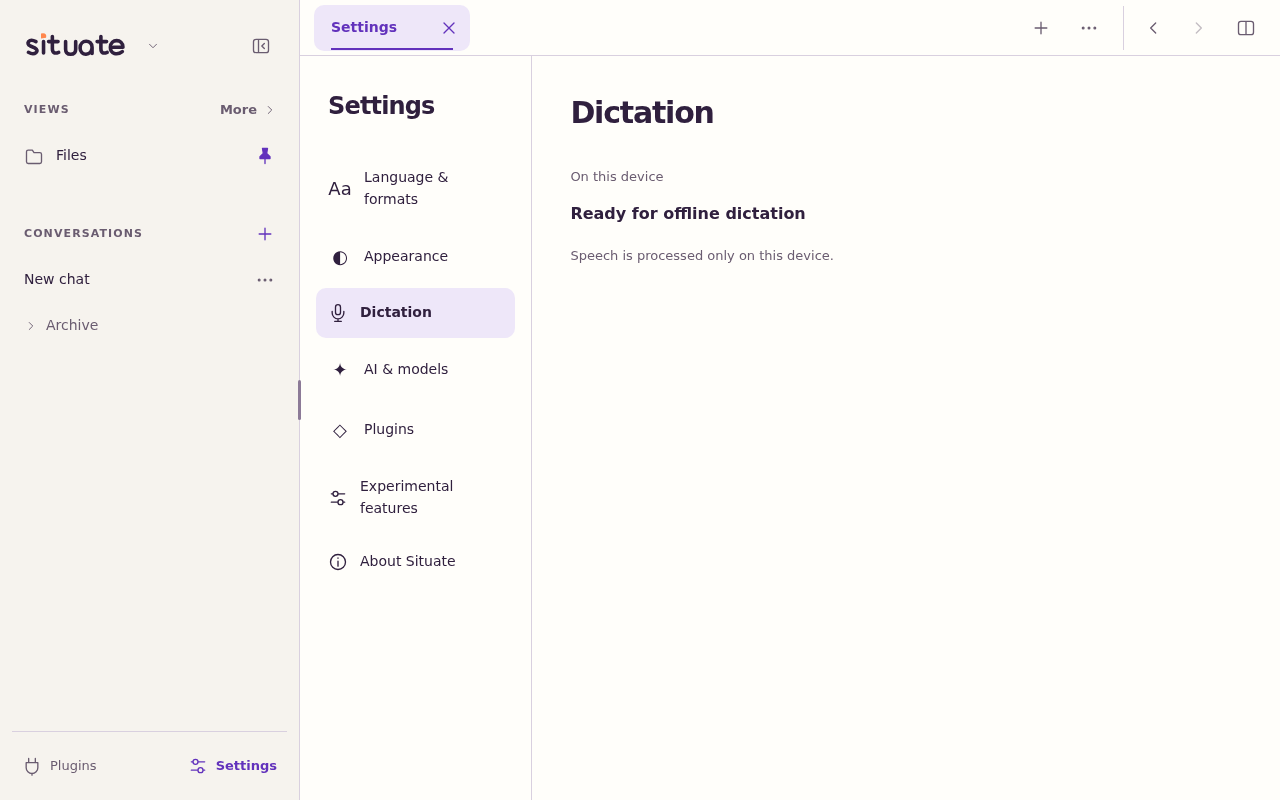 situate
VIEWS
More
Files
CONVERSATIONS
New chat
Archive
Plugins
Settings
Settings
Settings
Aa
Language &
formats
Appearance
Dictation
AI & models
Plugins
Experimental
features
About Situate
Dictation
On this device
Ready for offline dictation
Speech is processed only on this device.